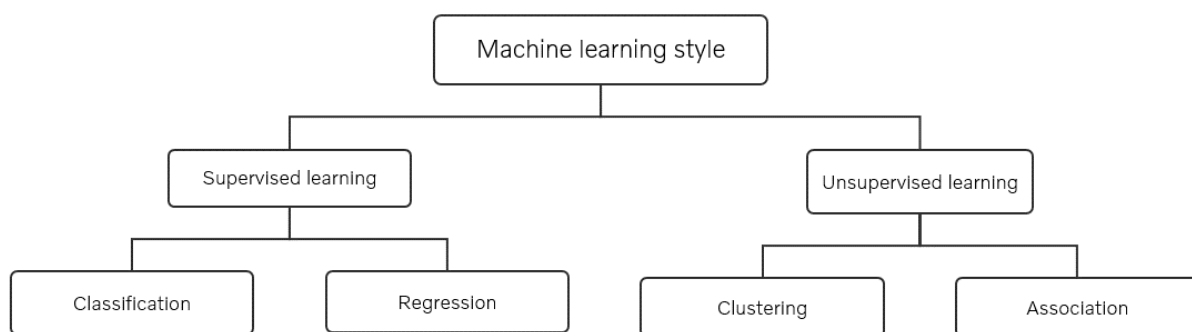 Machine learning style
Supervised learning
Unsupervised learning
Classification
Regression
Clustering
Association